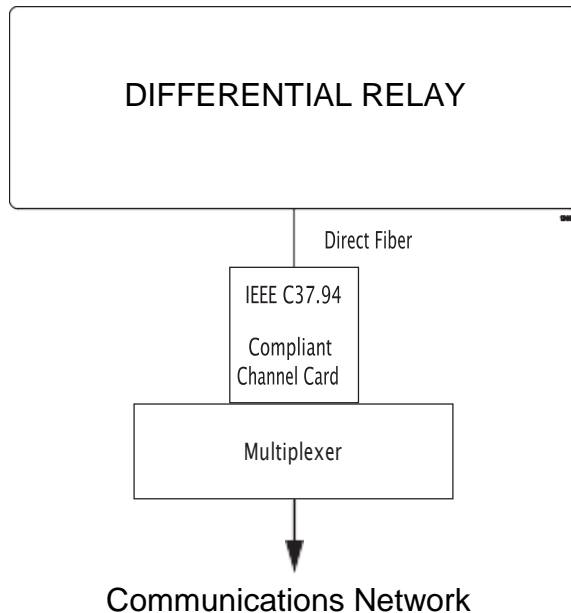 DIFFERENTIAL RELAY
Direct Fiber
IEEE C37.94
Compliant
Channel Card
Multiplexer
Communications Network